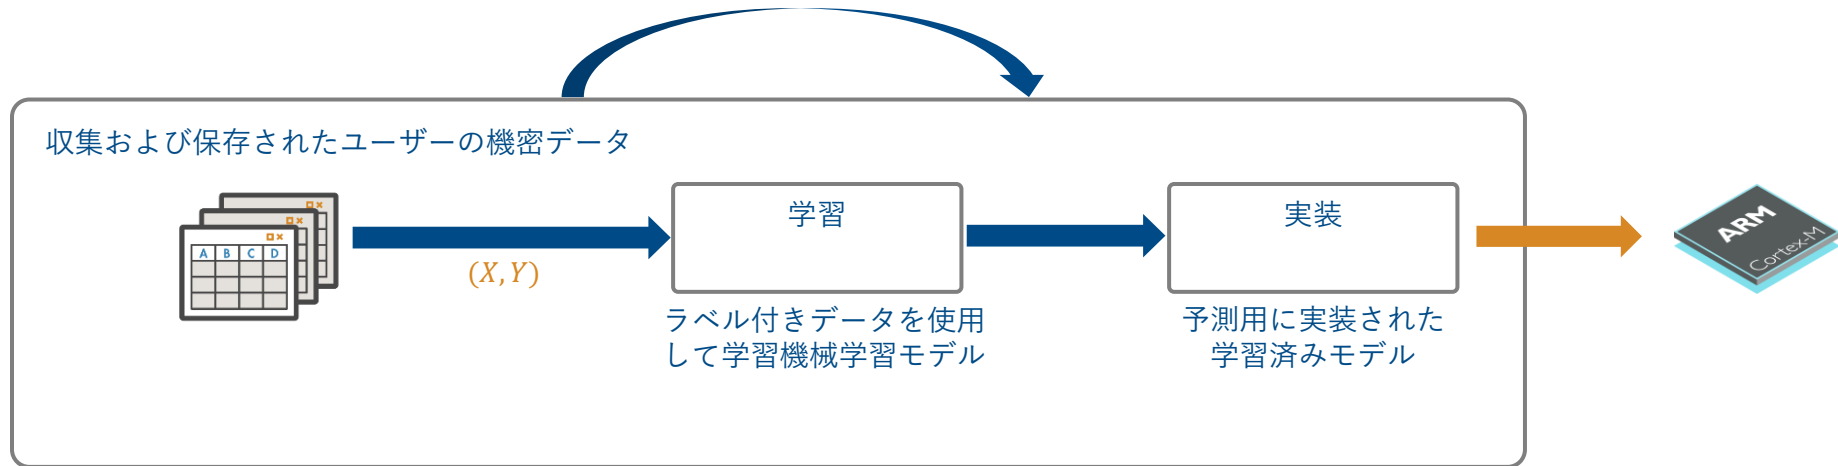 収集および保存されたユーザーの機密データ
学習
実装
A B C D
(X, Y)
ARM
Cortex-M
ラベル付きデータを使用
して学習機械学習モデル
予測用に実装された
学習済みモデル